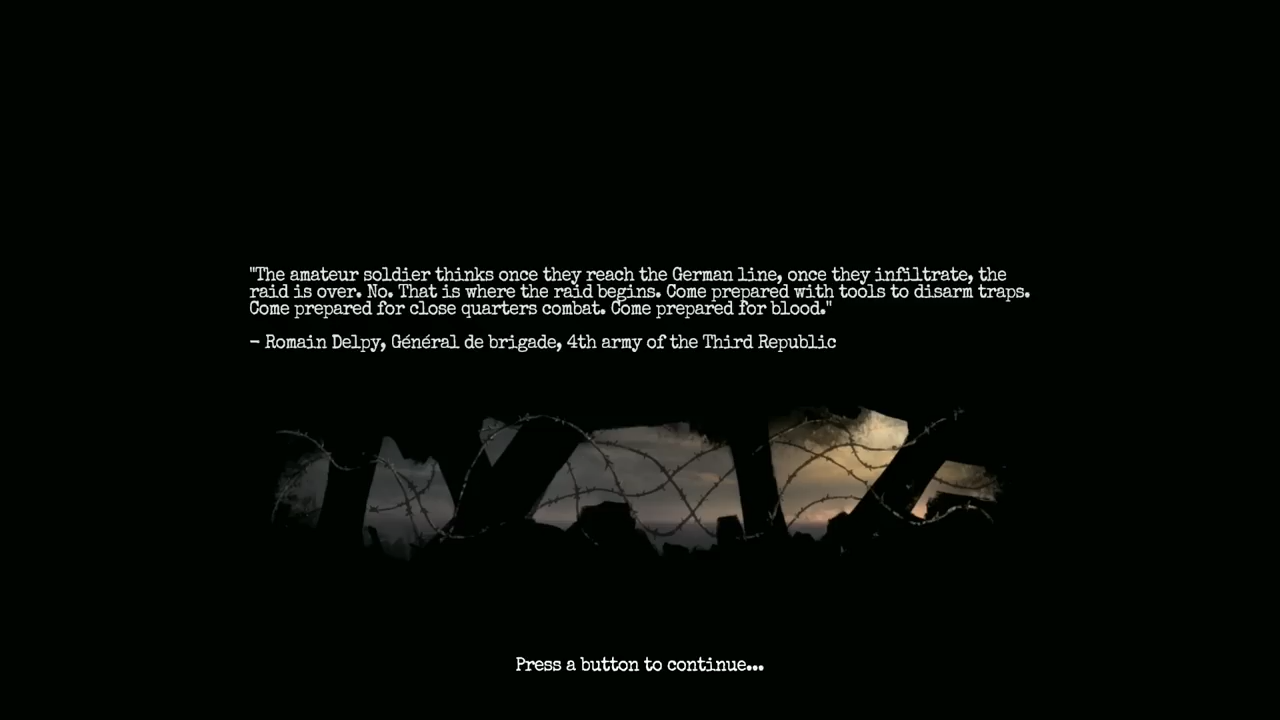 "The amateur soldier thinks once they reach the German line, once they infiltrate, the
raid is over. No. That is where the raid begins. Come prepared with tools to disarm traps.
Come prepared for close quarters combat. Come prepared for blood."
- Romain Delpy, Général de brigade, 4th army of the Third Republic
Press a button to continue...